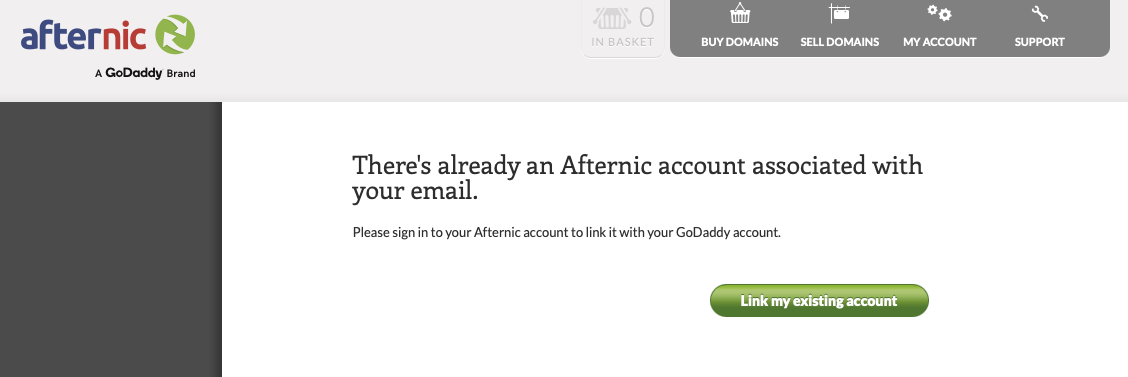 afternic
A GoDaddy Brand
0
IN BASKET
BUY DOMAINS
SELL DOMAINS
MY ACCOUNT
SUPPORT
There's already an Afternic account associated with
your email.
Please sign in to your Afternic account to link it with your GoDaddy account.
Link my existing account